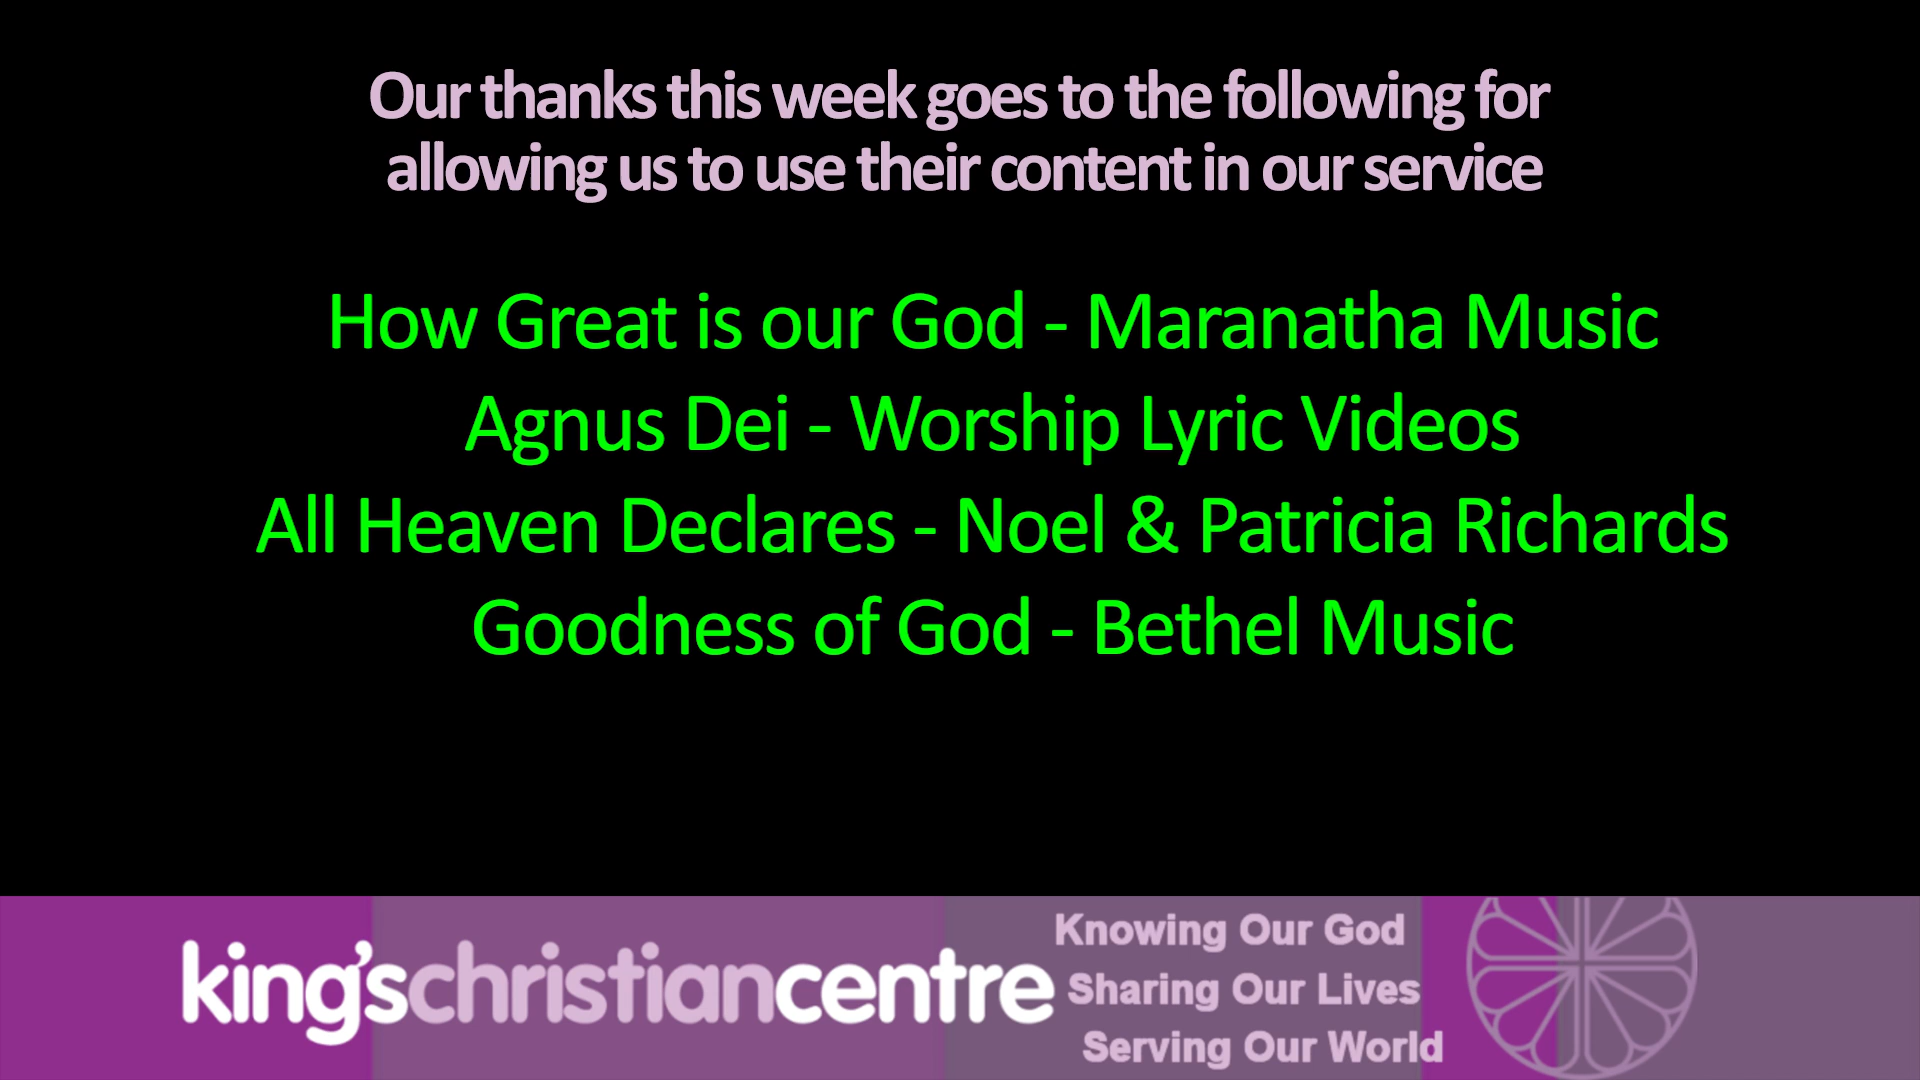 Our thanks this week goes to the following for
allowing us to use their content in our service
How Great is our God - Maranatha Music
Agnus Dei - Worship Lyric Videos
All Heaven Declares - Noel & Patricia Richards
Goodness of God - Bethel Music
king'schristiancentre
Knowing Our God
Sharing Our Lives
Serving Our World